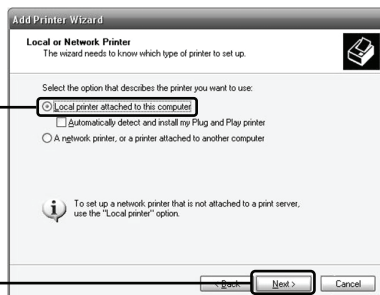 Add Printer Wizard
Local or Network Printer
The wizard needs to know which type of printer to set up.
Select the option that describes the printer you want to use:
Local printer attached to this computer
Automatically detect and install my Plug and Play printer
A network printer, or a printer attached to another computer
To set up a network printer that is not attached to a print server,
use the "Local printer" option.
< Back Next > Cancel